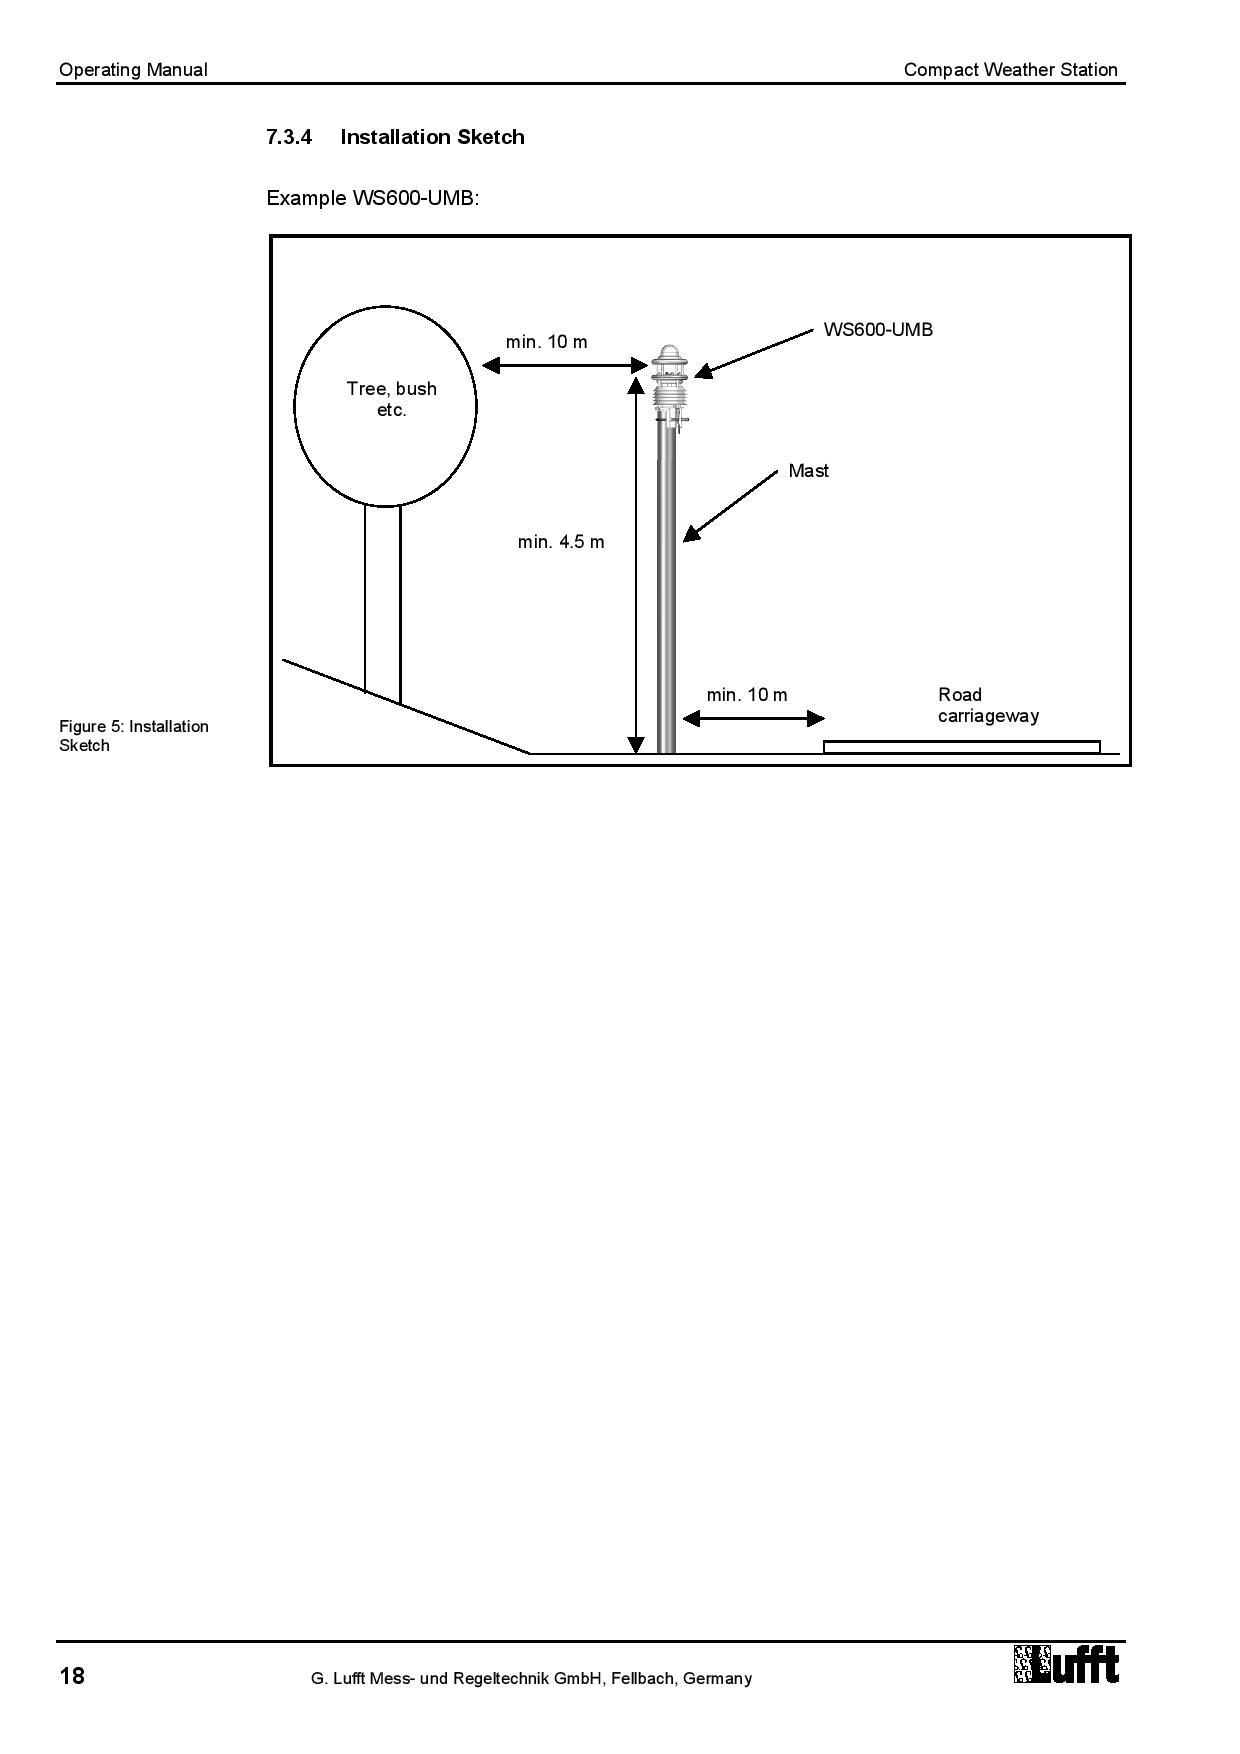 Operating Manual
Compact Weather Station
7.3.4 Installation Sketch
Example WS600-UMB:
WS600-UMB
min. 10 m
Tree, bush
etc.
Mast
min. 4.5 m
min. 10 m
Road
carriageway
Figure 5: Installation
Sketch
18
G. Lufft Mess- und Regeltechnik GmbH, Fellbach, Germany
Lufft